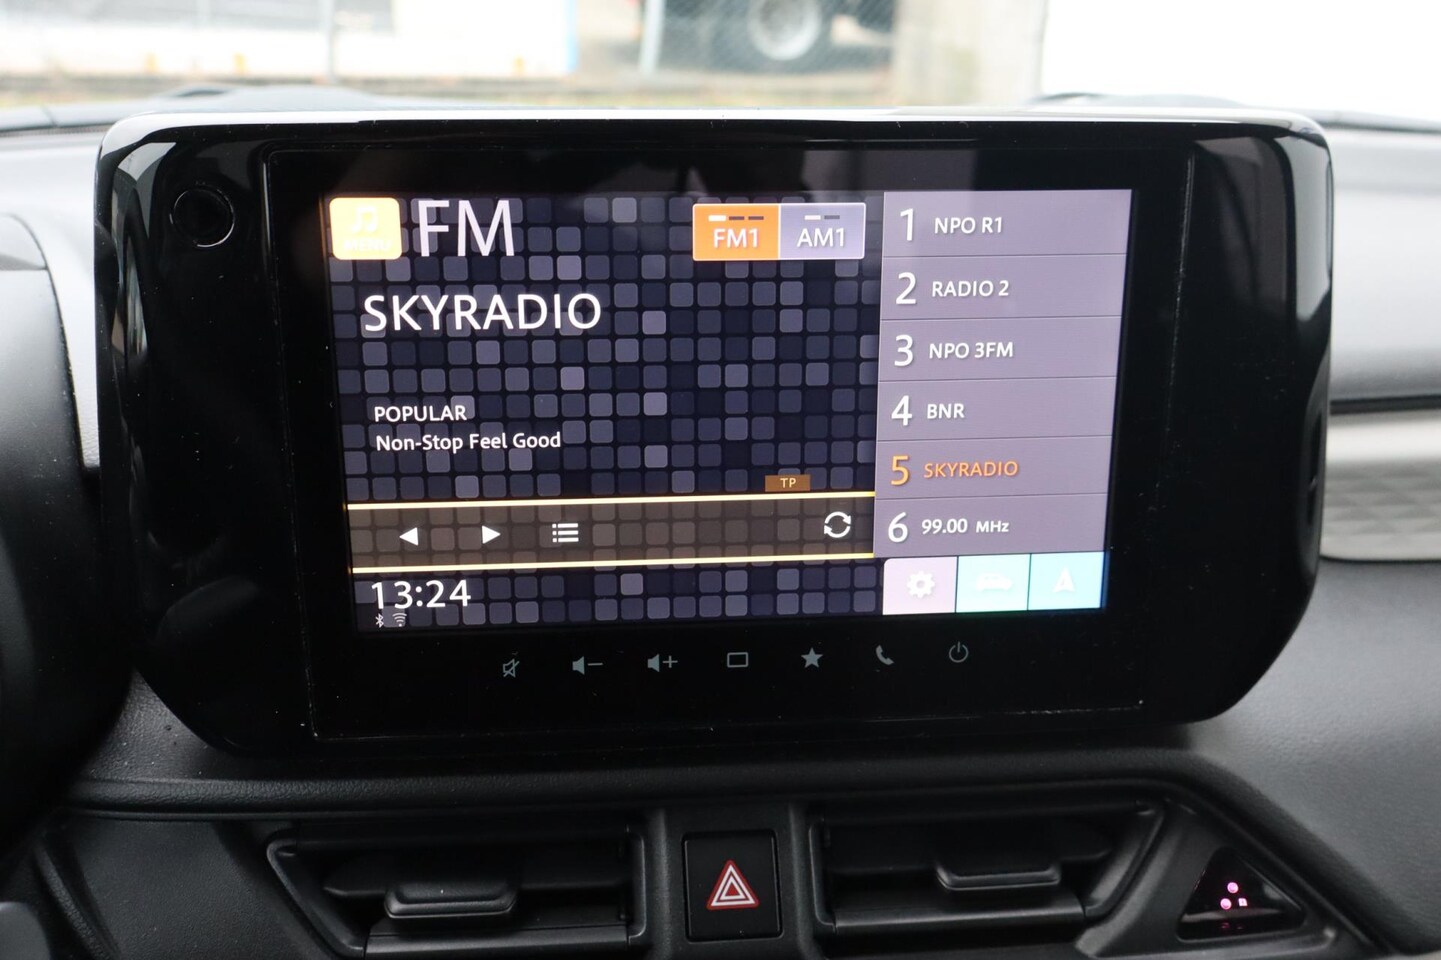 MENU
FM
FM1
AM1
SKYRADIO
POPULAR
Non-Stop Feel Good
TP
13:24
1 NPO R1
2 RADIO 2
3 NPO 3FM
4 BNR
5 SKYRADIO
6 99.00 MHz